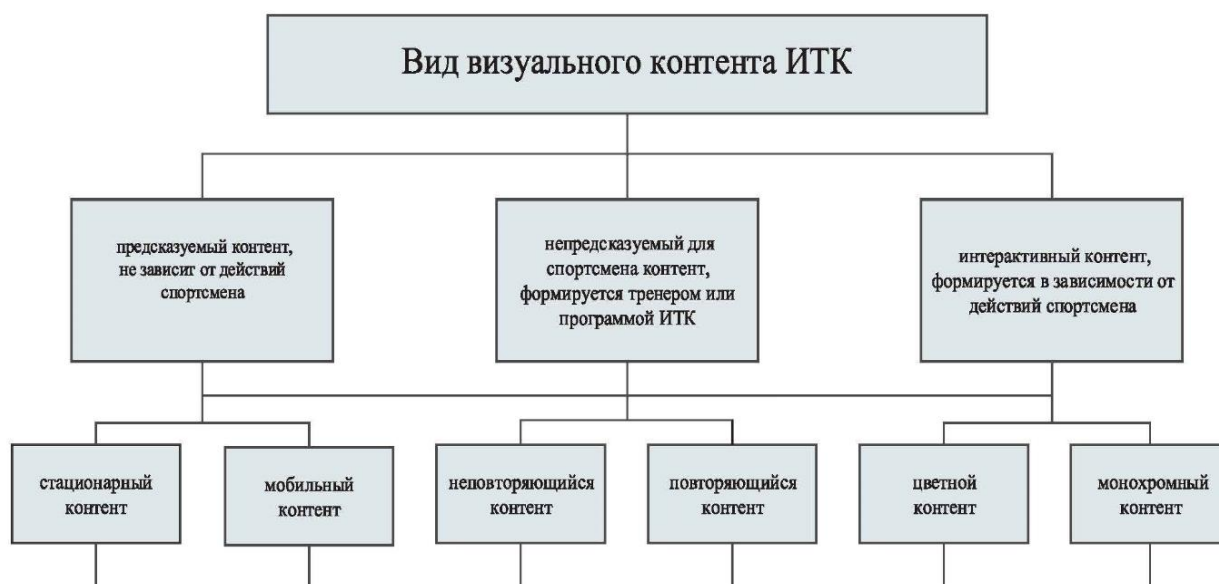 Вид визуального контента ИТК
предсказуемый контент,
не зависит от действий
спортсмена
непредсказуемый для
спортсмена контент,
формируется тренером или
программой ИТК
интерактивный контент,
формируется в зависимости от
действий спортсмена
стационарный
контент
мобильный
контент
неповторяющийся
контент
повторяющийся
контент
цветной
контент
монохромный
контент